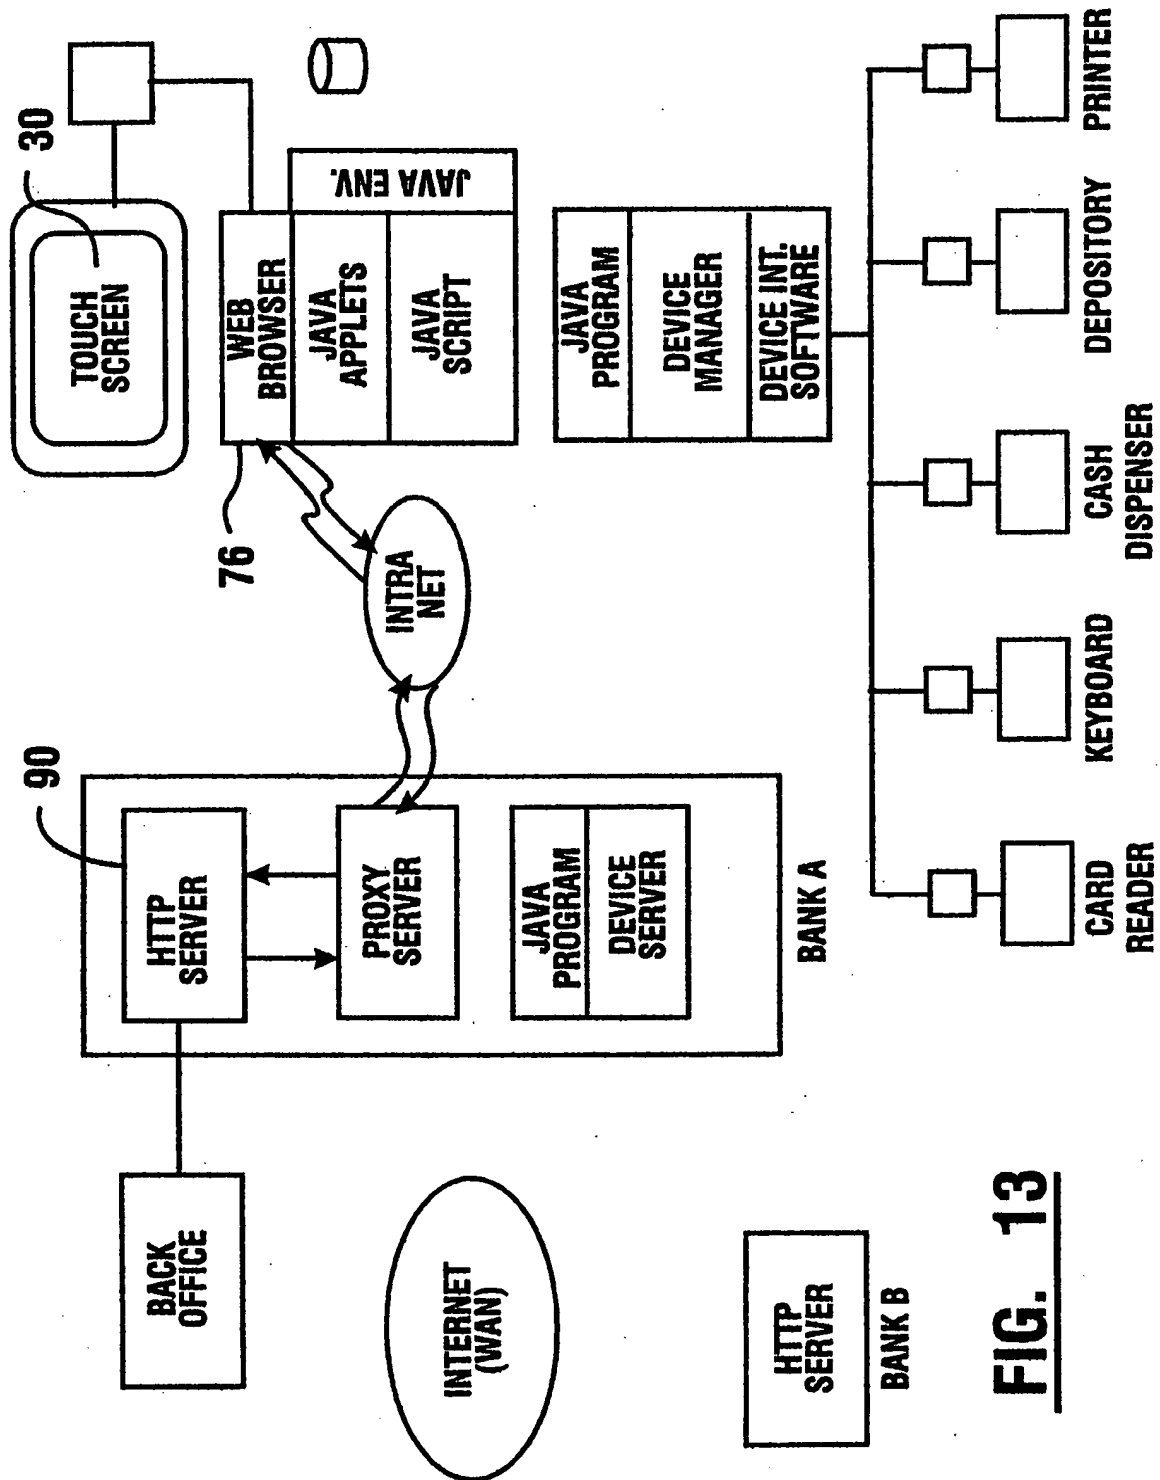 BACK
OFFICE
INTERNET
(WAN)
HTTP
SERVER
BANK B
90
HTTP
SERVER
PROXY
SERVER
JAVA
PROGRAM
DEVICE
SERVER
BANK A
INTRA
NET
30
TOUCH
SCREEN
76
WEB
BROWSER
JAVA
APPLETS
JAVA
SCRIPT
JAVA ENV.
JAVA
PROGRAM
DEVICE
MANAGER
DEVICE INT.
SOFTWARE
CARD
READER
KEYBOARD
CASH
DISPENSER
DEPOSITORY
PRINTER
FIG. 13